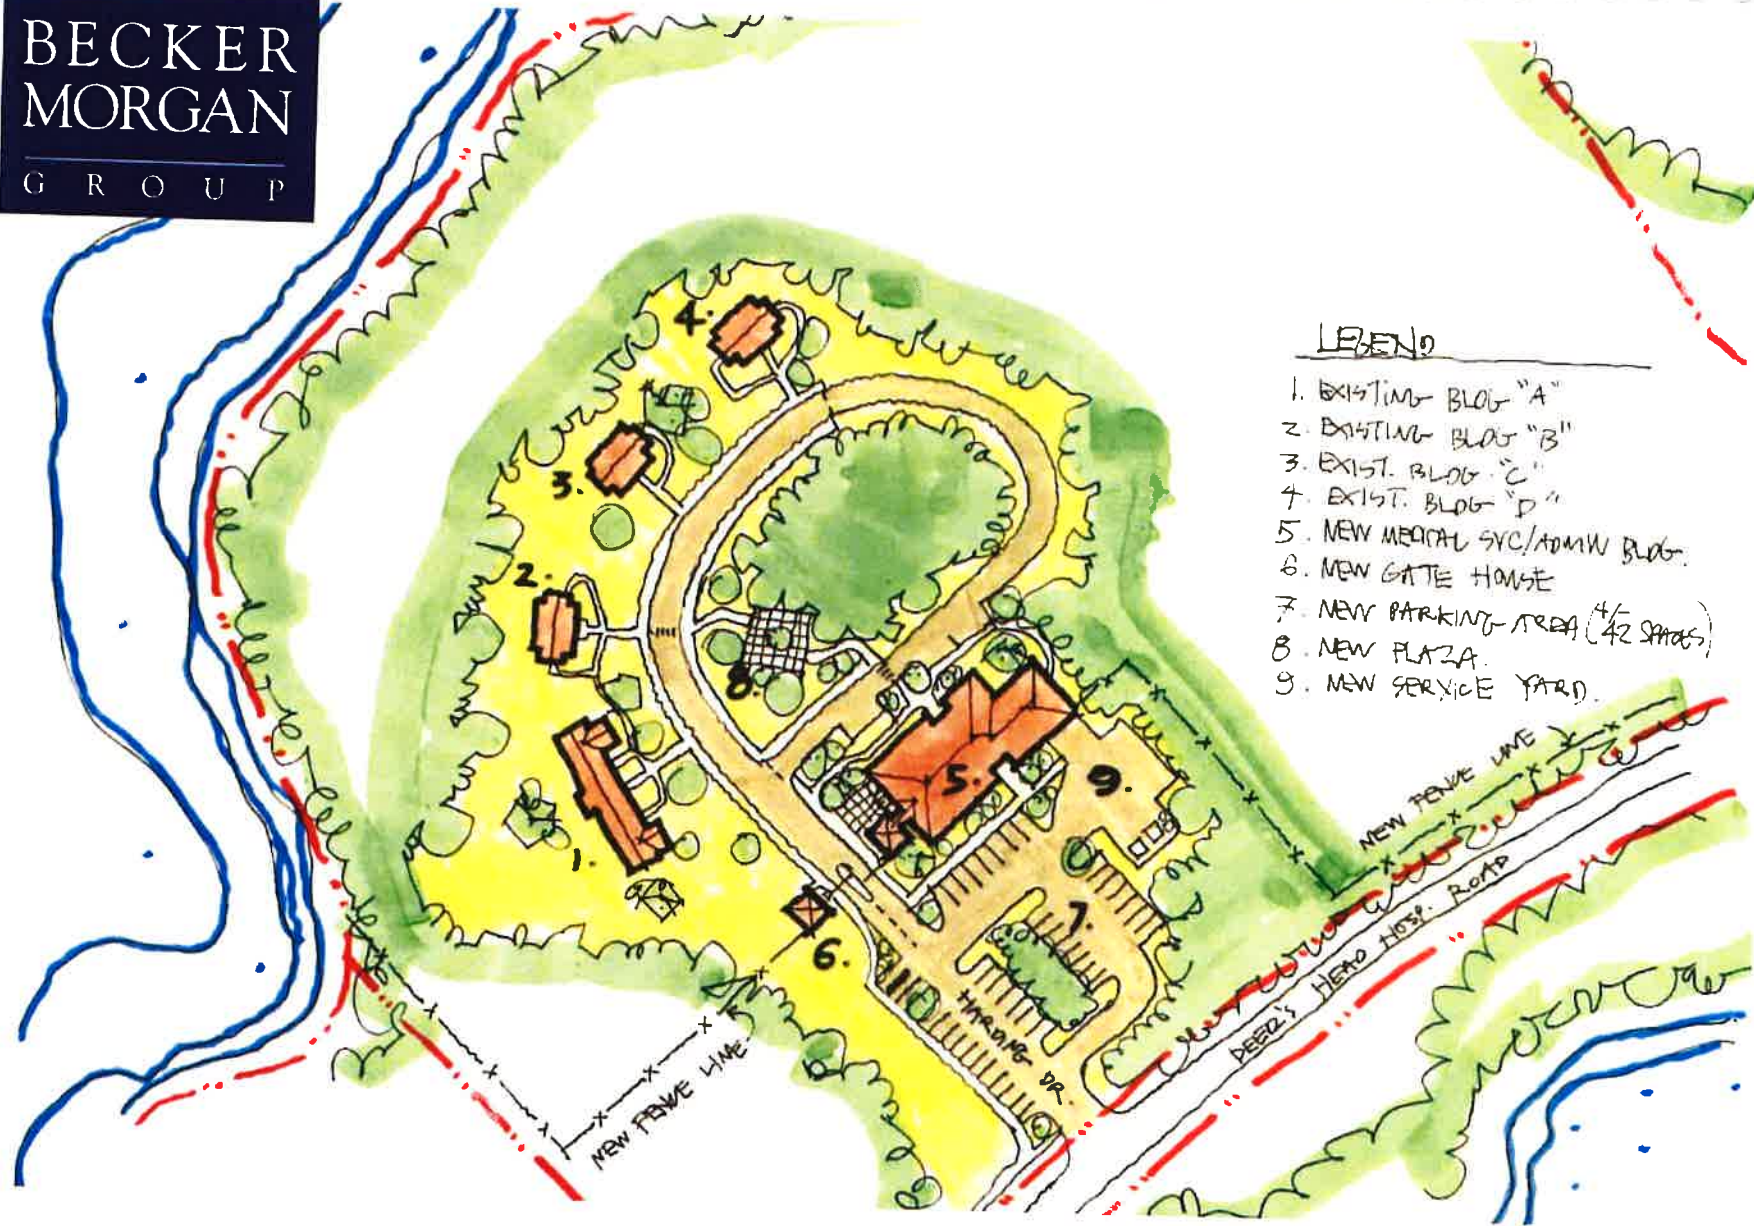 BECKER
MORGAN
GROUP
LEGEND
1. EXISTING BLDG "A"
2. EXISTING BLDG "B"
3. EXIST. BLDG "C"
4. EXIST. BLDG "D"
5. NEW MEDICAL SVC/ADMIN BLDG.
6. NEW GATE HOUSE
7. NEW PARKING AREA (+/- 42 SPACES)
8. NEW PLAZA.
9. NEW SERVICE YARD.
4.
3.
2.
8.
5.
9.
1.
7.
6.
NEW FENCE LINE
DEER'S HEAD HOSP. ROAD
HARDING DR.
NEW FENCE LINE